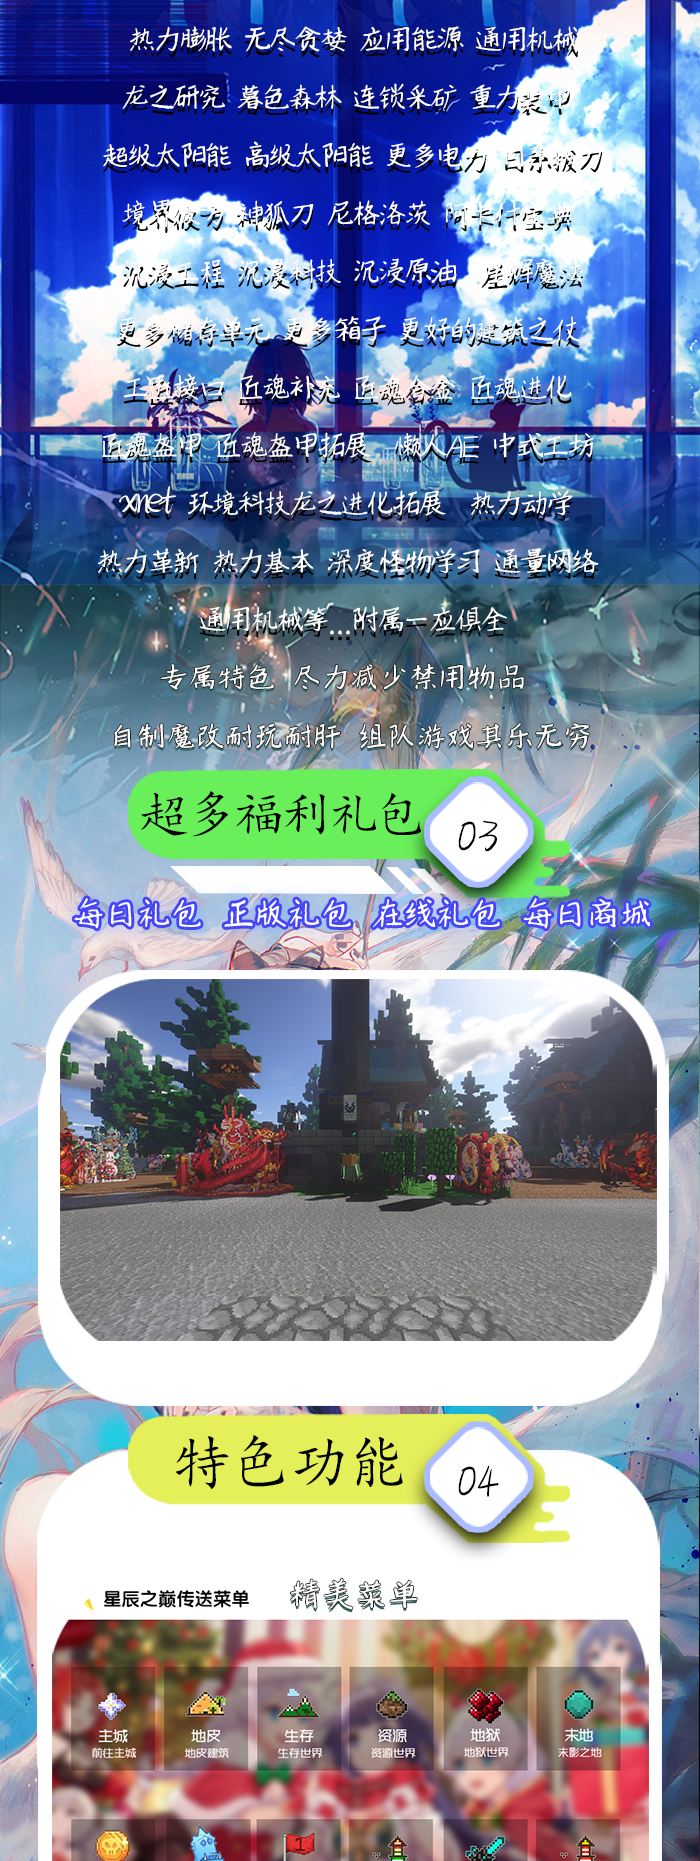 热力膨胀 无尽贪婪 应用能源 通用机械
龙之研究 暮色森林 连锁采矿 重力装甲
超级太阳能 高级太阳能 更多电力 日系拔刀
境界彼方 神狐刀 尼格洛茨 阿卡什宝典
沉浸工程 沉浸科技 沉浸原油 星辉魔法
更多储存单元 更多箱子 更好的建筑之仗
工匠接口 匠魂补充 匠魂合金 匠魂进化
匠魂盔甲 匠魂盔甲拓展 懒人AE 中式工坊
xnet 环境科技龙之进化拓展 热力动学
热力革新 热力基本 深度怪物学习 通量网络
通用机械等...附属一应俱全
专属特色 尽力减少禁用物品
自制魔改耐玩耐肝 组队游戏其乐无穷
超多福利礼包 03
每日礼包 正版礼包 在线礼包 每日商城
特色功能 04
星辰之巅传送菜单 精美菜单
主城 地皮 生存 资源 地狱 末地
前往主城 地皮建筑 生存世界 资源世界 地狱世界 末影之地
1